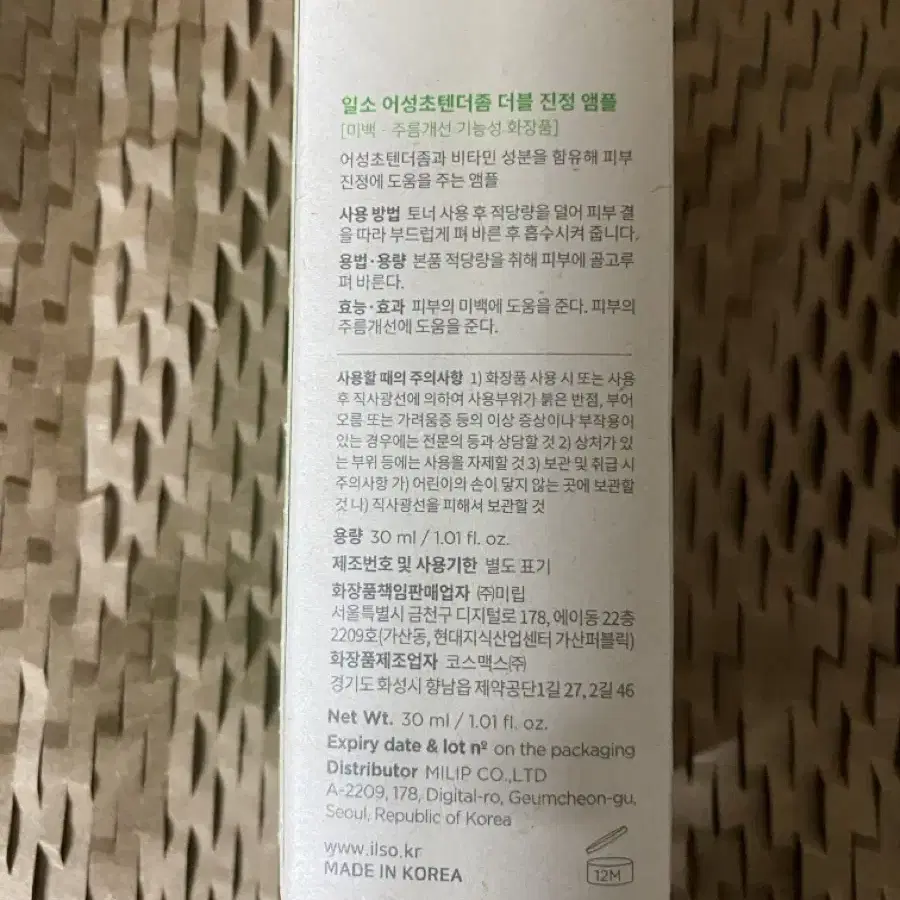 일소 어성초텐더좀 더블 진정 앰플
[미백 · 주름개선 기능성 화장품]
어성초텐더좀과 비타민 성분을 함유해 피부
진정에 도움을 주는 앰플
사용 방법 토너 사용 후 적당량을 덜어 피부 결
을 따라 부드럽게 펴 바른 후 흡수시켜 줍니다.
용법·용량 본품 적당량을 취해 피부에 골고루
펴 바른다.
효능·효과 피부의 미백에 도움을 준다. 피부의
주름개선에 도움을 준다.
사용할 때의 주의사항 1) 화장품 사용 시 또는 사용
후 직사광선에 의하여 사용부위가 붉은 반점, 부어
오름 또는 가려움증 등의 이상 증상이나 부작용이
있는 경우에는 전문의 등과 상담할 것 2) 상처가 있
는 부위 등에는 사용을 자제할 것 3) 보관 및 취급 시
주의사항 가) 어린이의 손이 닿지 않는 곳에 보관할
것 나) 직사광선을 피해서 보관할 것
용량 30 ml / 1.01 fl. oz.
제조번호 및 사용기한 별도 표기
화장품책임판매업자 ㈜미립
서울특별시 금천구 디지털로 178, 에이동 22층
2209호(가산동, 현대지식산업센터 가산퍼블릭)
화장품제조업자 코스맥스㈜
경기도 화성시 향남읍 제약공단1길 27, 2길 46
Net Wt. 30 ml / 1.01 fl. oz.
Expiry date & lot nº on the packaging
Distributor MILIP CO.,LTD
A-2209, 178, Digital-ro, Geumcheon-gu,
Seoul, Republic of Korea
www.ilso.kr
MADE IN KOREA
12M